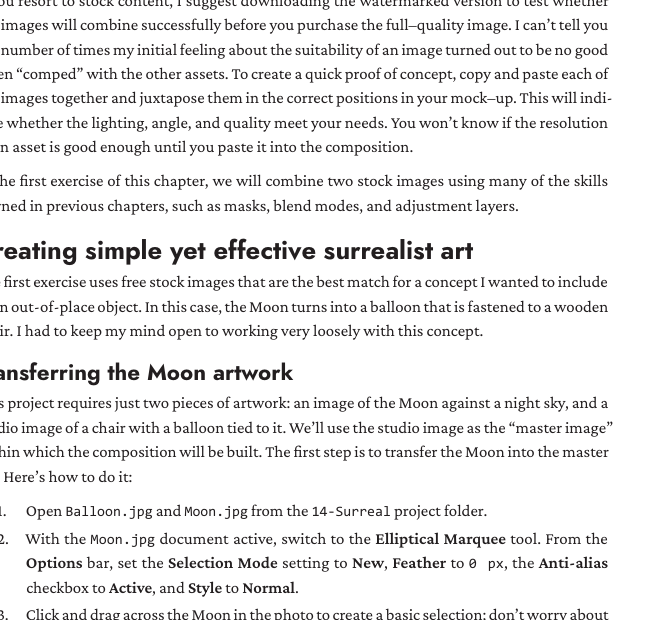 ou resort to stock content, I suggest downloading the watermarked version to test whether
images will combine successfully before you purchase the full–quality image. I can't tell you
number of times my initial feeling about the suitability of an image turned out to be no good
en “comped” with the other assets. To create a quick proof of concept, copy and paste each of
images together and juxtapose them in the correct positions in your mock–up. This will indi-
e whether the lighting, angle, and quality meet your needs. You won’t know if the resolution
n asset is good enough until you paste it into the composition.
he first exercise of this chapter, we will combine two stock images using many of the skills
rned in previous chapters, such as masks, blend modes, and adjustment layers.
reating simple yet effective surrealist art
first exercise uses free stock images that are the best match for a concept I wanted to include
n out-of-place object. In this case, the Moon turns into a balloon that is fastened to a wooden
ir. I had to keep my mind open to working very loosely with this concept.
ansferring the Moon artwork
s project requires just two pieces of artwork: an image of the Moon against a night sky, and a
dio image of a chair with a balloon tied to it. We’ll use the studio image as the “master image”
hin which the composition will be built. The first step is to transfer the Moon into the master
. Here’s how to do it:
1. Open Balloon.jpg and Moon.jpg from the 14-Surreal project folder.
2. With the Moon.jpg document active, switch to the Elliptical Marquee tool. From the
Options bar, set the Selection Mode setting to New, Feather to 0 px, the Anti-alias
checkbox to Active, and Style to Normal.
3. Click and drag across the Moon in the photo to create a basic selection; don’t worry about